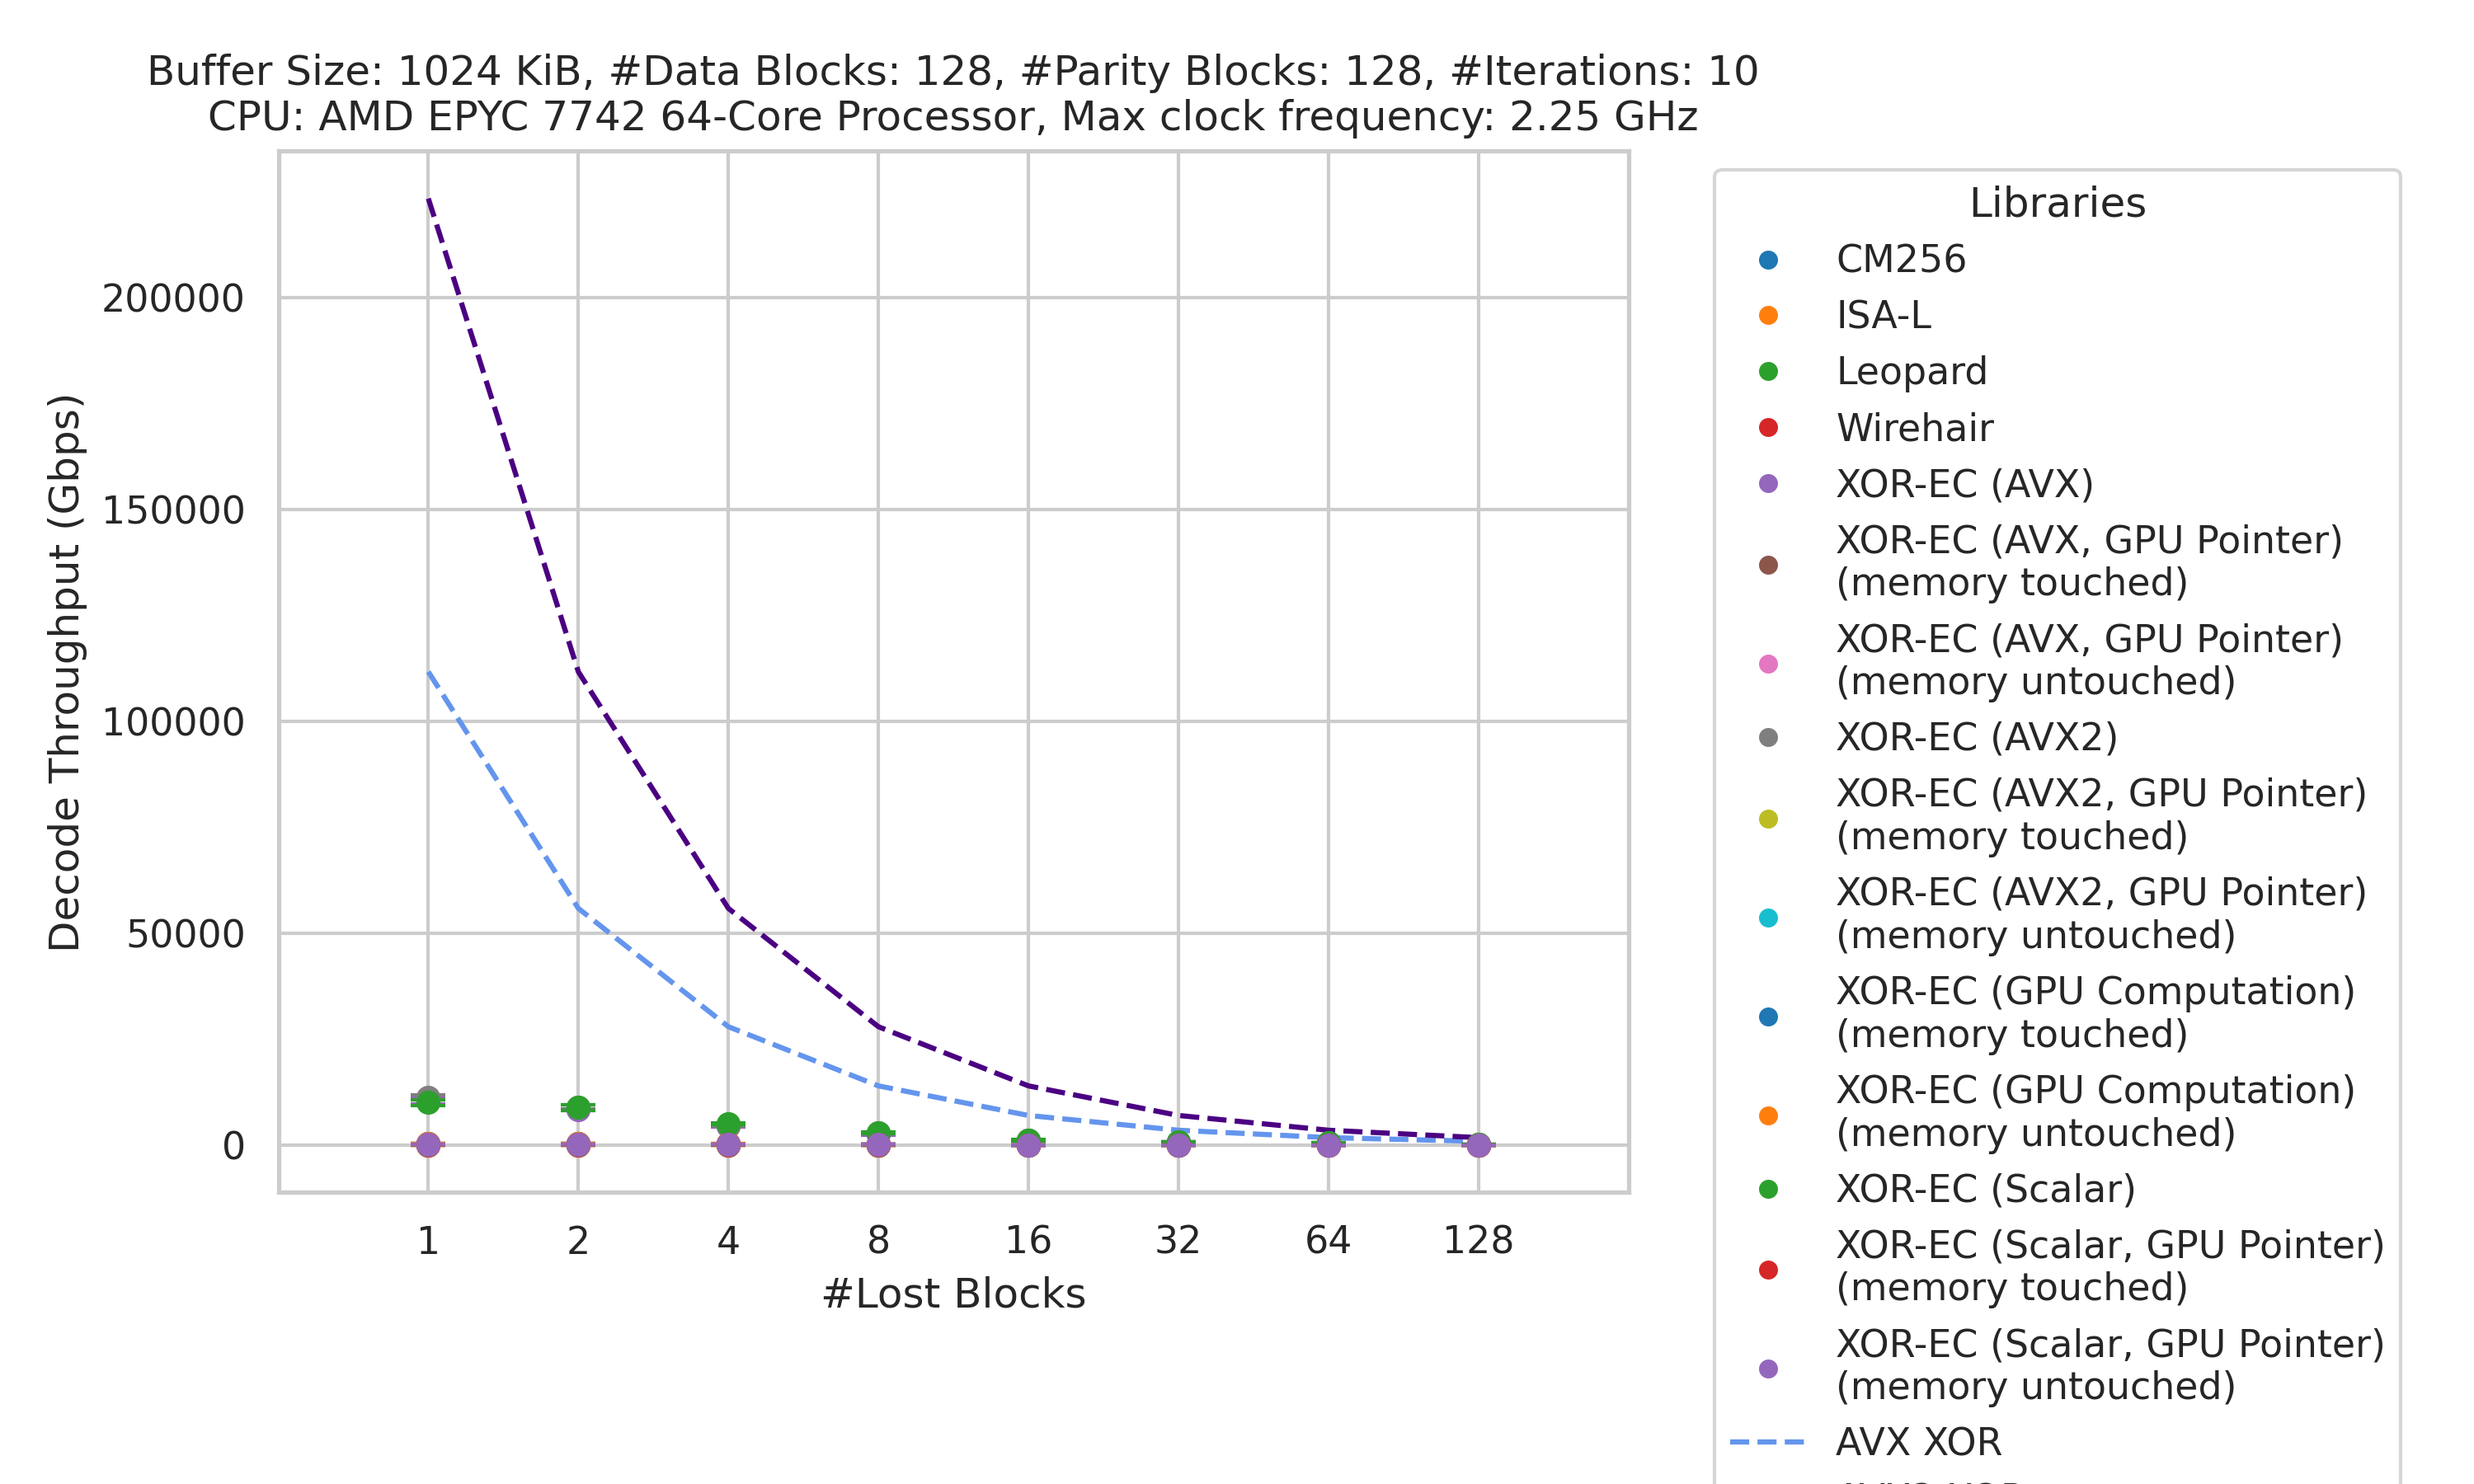 Buffer Size: 1024 KiB, #Data Blocks: 128, #Parity Blocks: 128, #Iterations: 10
CPU: AMD EPYC 7742 64-Core Processor, Max clock frequency: 2.25 GHz
Decode Throughput (Gbps)
200000
150000
100000
50000
0
1
2
4
8
16
32
64
128
#Lost Blocks
Libraries
CM256
ISA-L
Leopard
Wirehair
XOR-EC (AVX)
XOR-EC (AVX, GPU Pointer)
(memory touched)
XOR-EC (AVX, GPU Pointer)
(memory untouched)
XOR-EC (AVX2)
XOR-EC (AVX2, GPU Pointer)
(memory touched)
XOR-EC (AVX2, GPU Pointer)
(memory untouched)
XOR-EC (GPU Computation)
(memory touched)
XOR-EC (GPU Computation)
(memory untouched)
XOR-EC (Scalar)
XOR-EC (Scalar, GPU Pointer)
(memory touched)
XOR-EC (Scalar, GPU Pointer)
(memory untouched)
AVX XOR